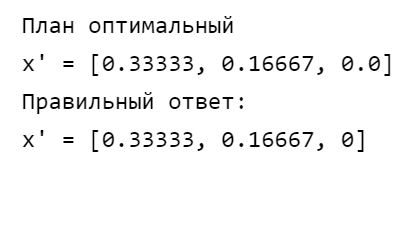 План оптимальный
x' = [0.33333, 0.16667, 0.0]
Правильный ответ:
x' = [0.33333, 0.16667, 0]